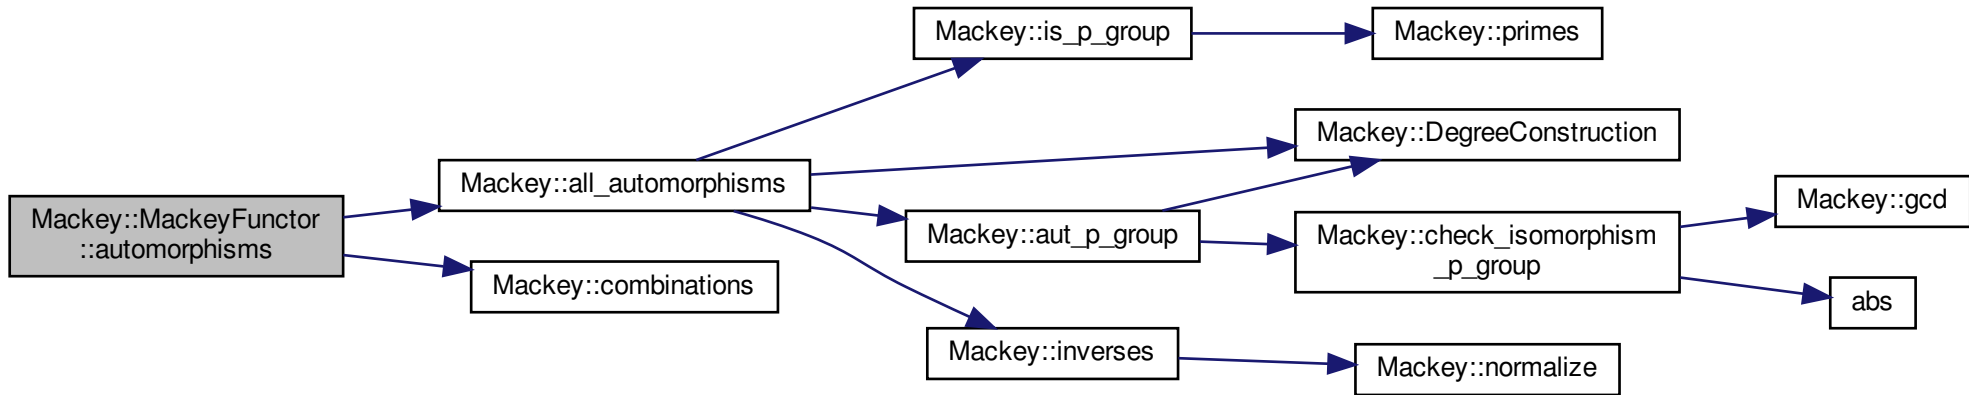 Mackey::MackeyFunctor
::automorphisms
Mackey::all_automorphisms
Mackey::combinations
Mackey::is_p_group
Mackey::primes
Mackey::DegreeConstruction
Mackey::aut_p_group
Mackey::check_isomorphism
_p_group
Mackey::gcd
abs
Mackey::inverses
Mackey::normalize